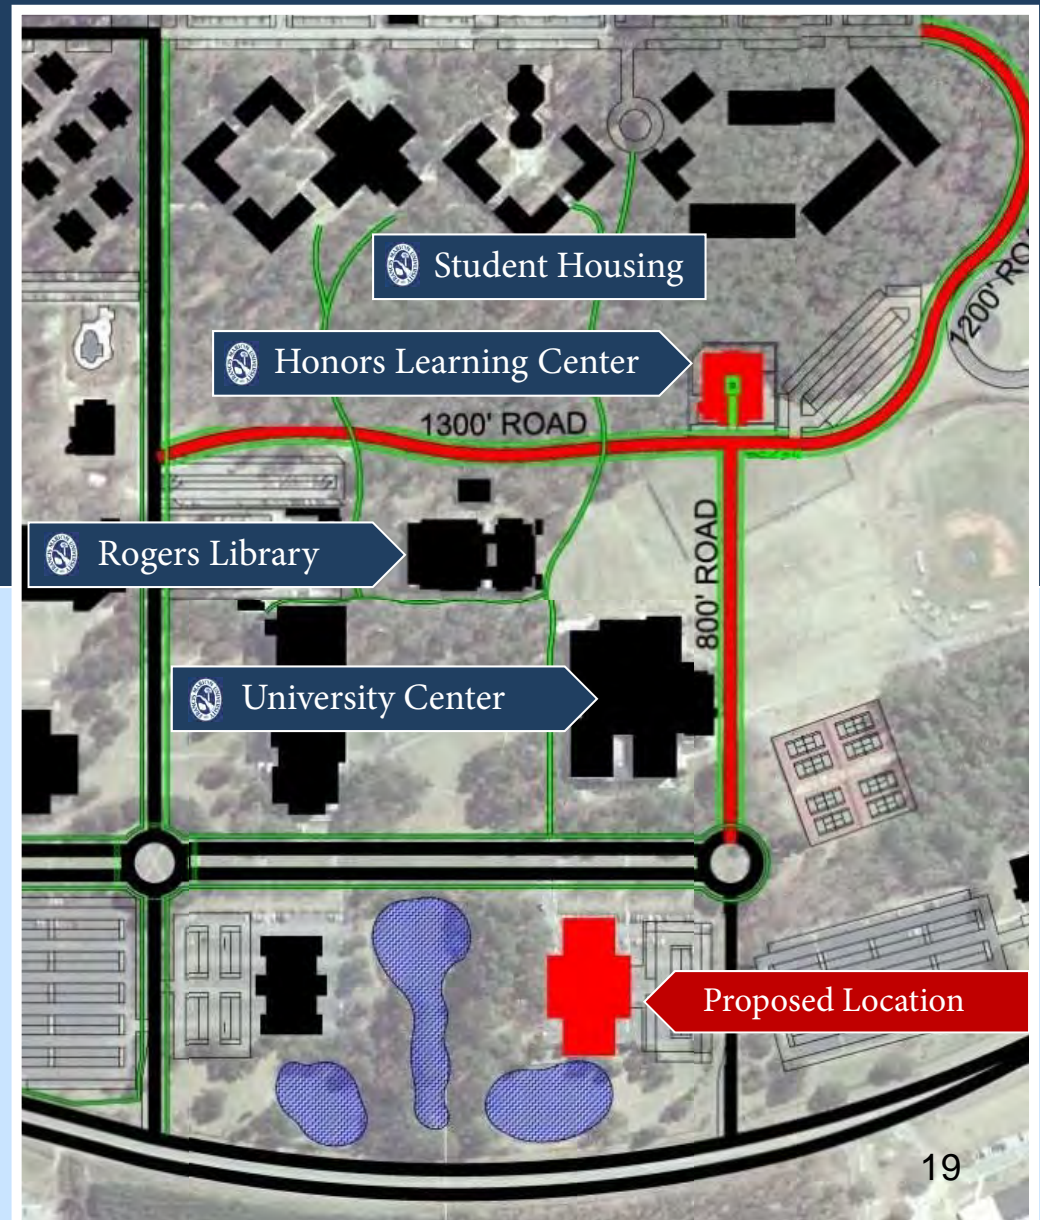 Student Housing
1200' RO
Honors Learning Center
1300' ROAD
800' ROAD
Rogers Library
University Center
Proposed Location
19